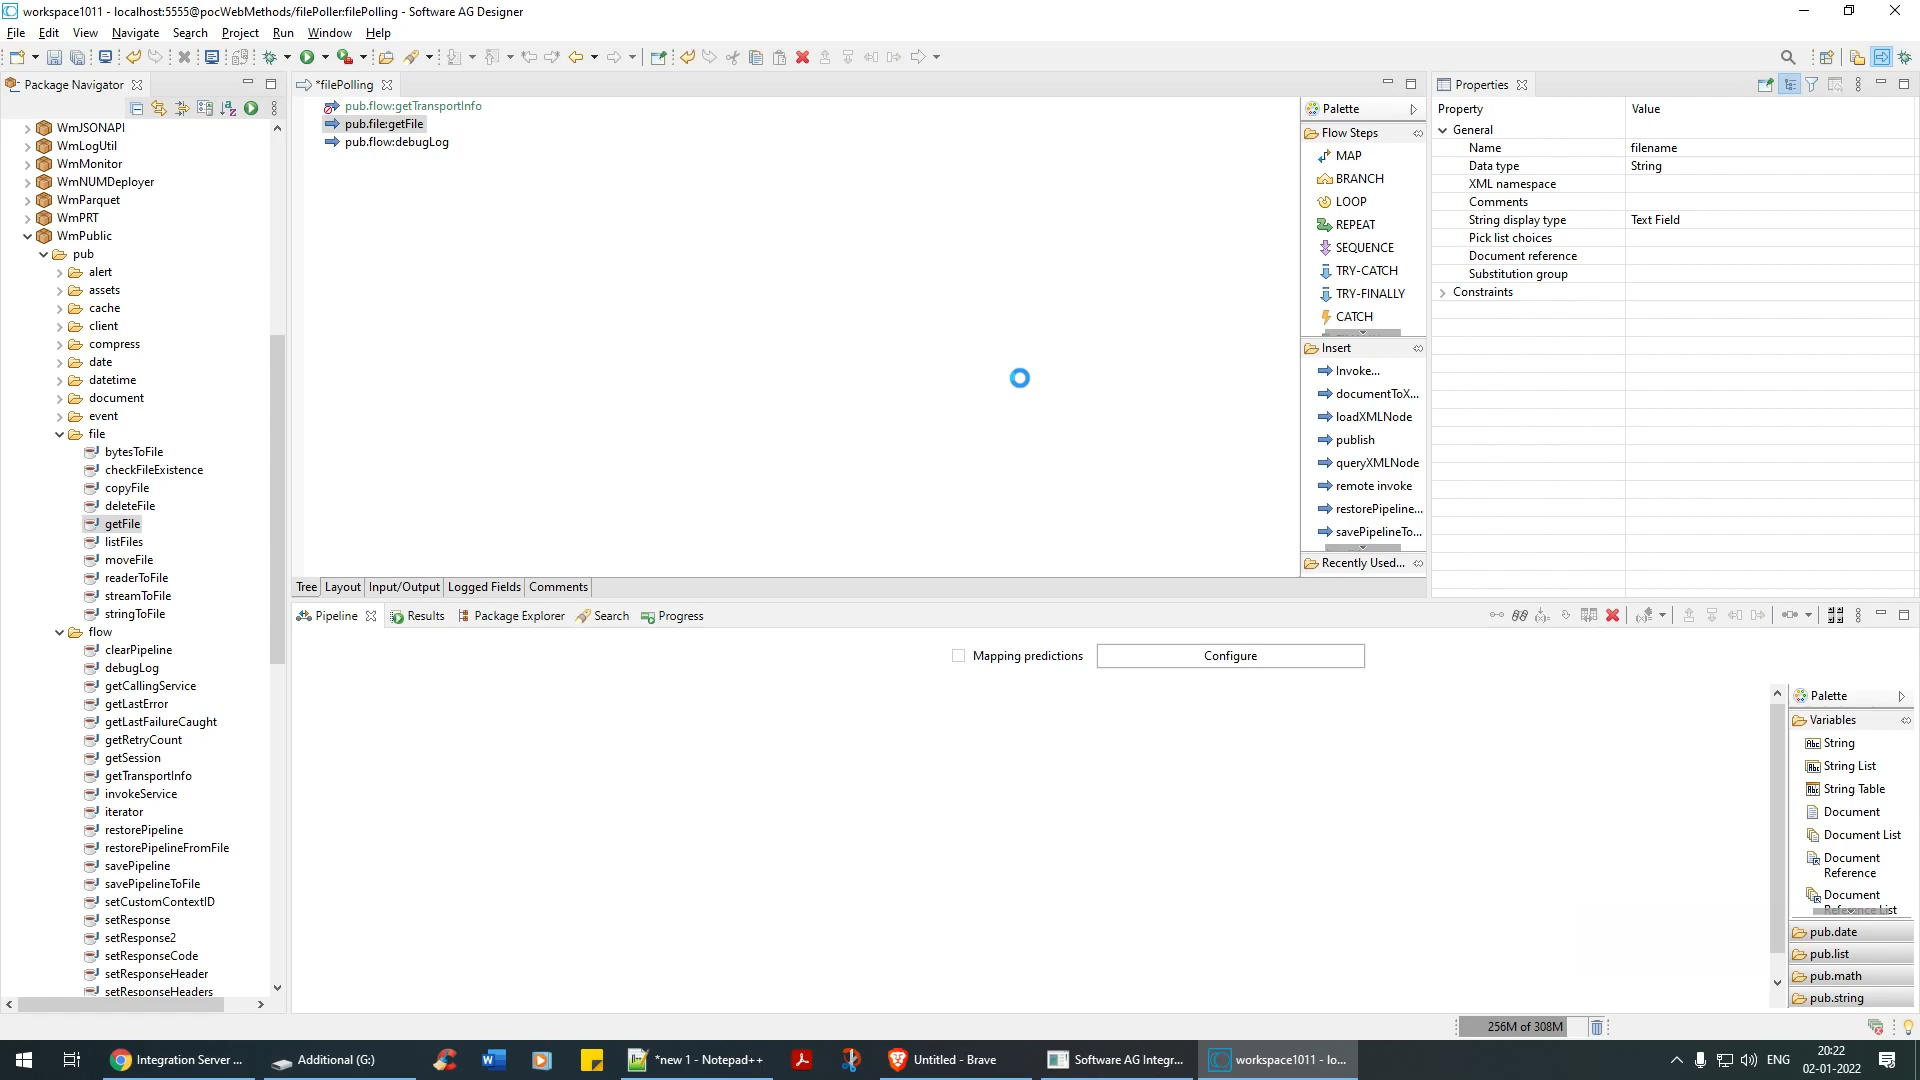 workspace1011 - localhost:5555@pocWebMethods/filePoller:filePolling - Software AG Designer
File Edit View Navigate Search Project Run Window Help
Package Navigator
WmJSONAPI
WmLogUtil
WmMonitor
WmNUMDeployer
WmParquet
WmPRT
WmPublic
pub
alert
assets
cache
client
compress
date
datetime
document
event
file
bytesToFile
checkFileExistence
copyFile
deleteFile
getFile
listFiles
moveFile
readerToFile
streamToFile
stringToFile
flow
clearPipeline
debugLog
getCallingService
getLastError
getLastFailureCaught
getRetryCount
getSession
getTransportInfo
invokeService
iterator
restorePipeline
restorePipelineFromFile
savePipeline
savePipelineToFile
setCustomContextID
setResponse
setResponse2
setResponseCode
setResponseHeader
setResponseHeaders
*filePolling
pub.flow:getTransportInfo
pub.file:getFile
pub.flow:debugLog
Palette
Flow Steps
MAP
BRANCH
LOOP
REPEAT
SEQUENCE
TRY-CATCH
TRY-FINALLY
CATCH
Insert
Invoke...
documentToX...
loadXMLNode
publish
queryXMLNode
remote invoke
restorePipeline...
savePipelineTo...
Recently Used...
Tree Layout Input/Output Logged Fields Comments
Properties
Property Value
General
Name filename
Data type String
XML namespace
Comments
String display type Text Field
Pick list choices
Document reference
Substitution group
Constraints
Pipeline Results Package Explorer Search Progress
Mapping predictions Configure
Palette
Variables
String
String List
String Table
Document
Document List
Document
Reference
Document
Reference List
pub.date
pub.list
pub.math
pub.string
256M of 308M
Integration Server ... Additional (G:) *new 1 - Notepad++ Untitled - Brave Software AG Integr... workspace1011 - lo... ENG
20:22
02-01-2022